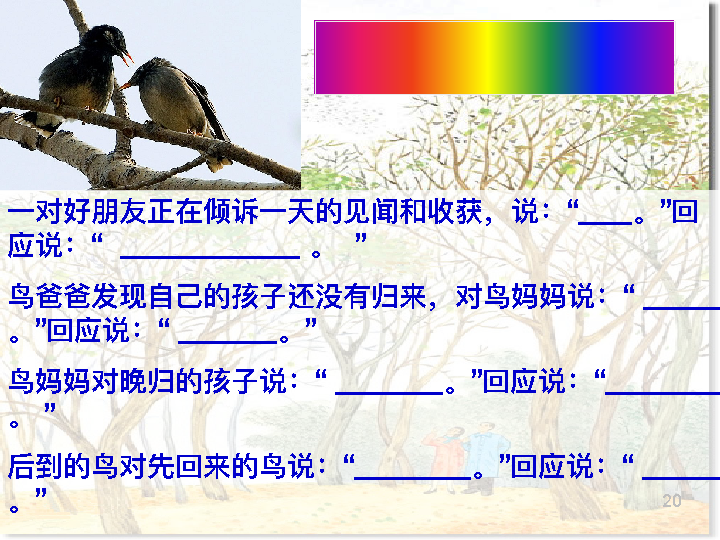 一对好朋友正在倾诉一天的见闻和收获，说：“____。”回
应说：“ _____________ 。 ”
鸟爸爸发现自己的孩子还没有归来，对鸟妈妈说：“ ______
。”回应说：“ _______。”
鸟妈妈对晚归的孩子说：“ ________。”回应说：“_________
。 ”
后到的鸟对先回来的鸟说：“_________。”回应说：“ ______
。”
20